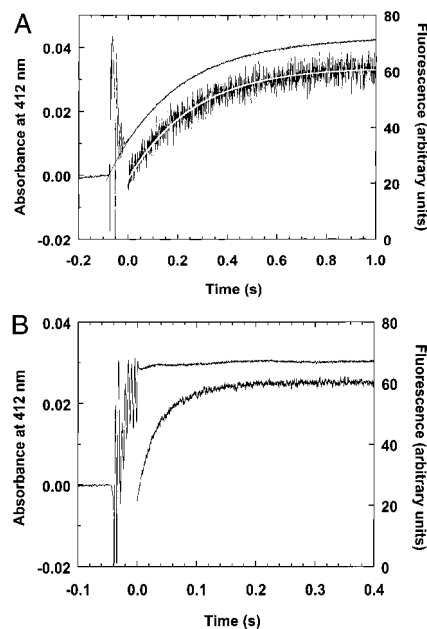 A
Absorbance at 412 nm
0.04
0.02
0.00
-0.02
80
60
40
20
0
Fluorescence (arbitrary units)
-0.2 0.0 0.2 0.4 0.6 0.8 1.0
Time (s)
B
Absorbance at 412 nm
0.04
0.02
0.00
-0.02
80
60
40
20
0
Fluorescence (arbitrary units)
-0.1 0.0 0.1 0.2 0.3 0.4
Time (s)